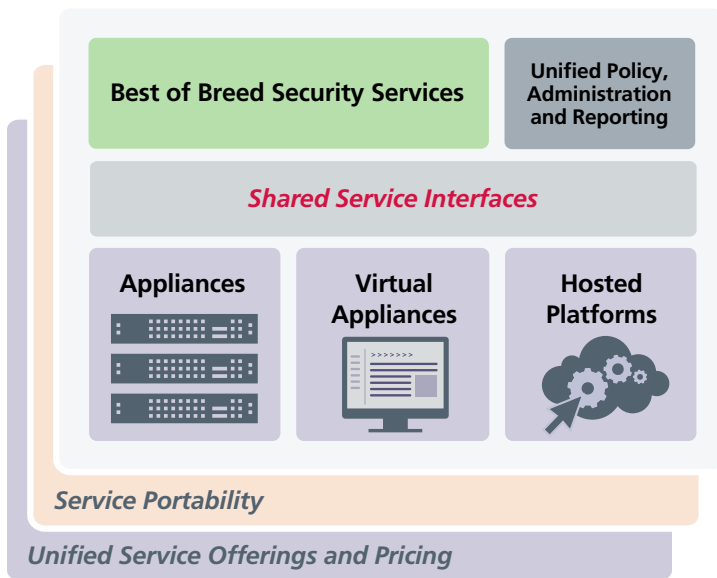 Best of Breed Security Services
Unified Policy,
Administration
and Reporting
Shared Service Interfaces
Appliances
Virtual
Appliances
>>>>>>>
Hosted
Platforms
Service Portability
Unified Service Offerings and Pricing